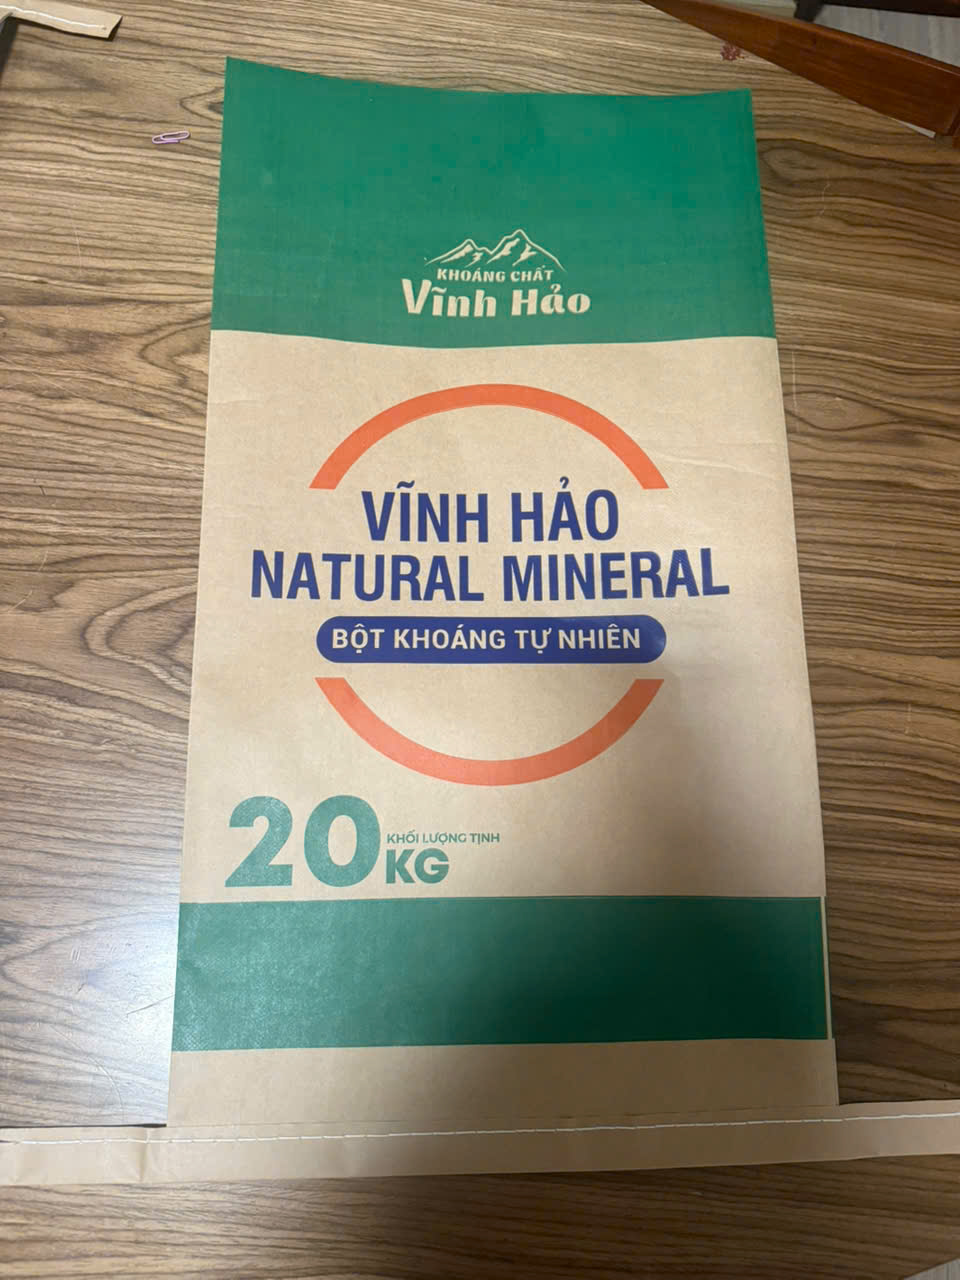 KHOÁNG CHẤT
Vĩnh Hảo
VĨNH HẢO
NATURAL MINERAL
BỘT KHOÁNG TỰ NHIÊN
20
KHỐI LƯỢNG TỊNH
KG